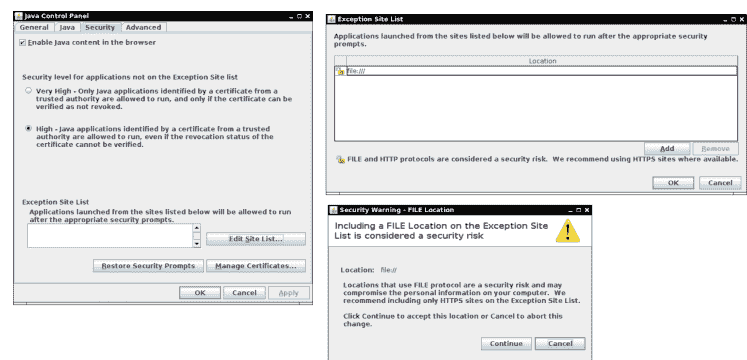 Java Control Panel
General Java Security Advanced
Enable Java content in the browser
Security level for applications not on the Exception Site list
Very High - Only Java applications identified by a certificate from a
trusted authority are allowed to run, and only if the certificate can be
verified as not revoked.
High - Java applications identified by a certificate from a trusted
authority are allowed to run, even if the revocation status of the
certificate cannot be verified.
Exception Site List
Applications launched from the sites listed below will be allowed to run
after the appropriate security prompts.
Edit Site List...
Restore Security Prompts Manage Certificates...
OK Cancel Apply
Exception Site List
Applications launched from the sites listed below will be allowed to run after the appropriate security
prompts.
Location
file:///
Add Remove
FILE and HTTP protocols are considered a security risk. We recommend using HTTPS sites where available.
OK Cancel
Security Warning - FILE Location
Including a FILE Location on the Exception Site
List is considered a security risk
Location: file://
Locations that use FILE protocol are a security risk and may
compromise the personal information on your computer. We
recommend including only HTTPS sites on the Exception Site List.
Click Continue to accept this location or Cancel to abort this
change.
Continue Cancel